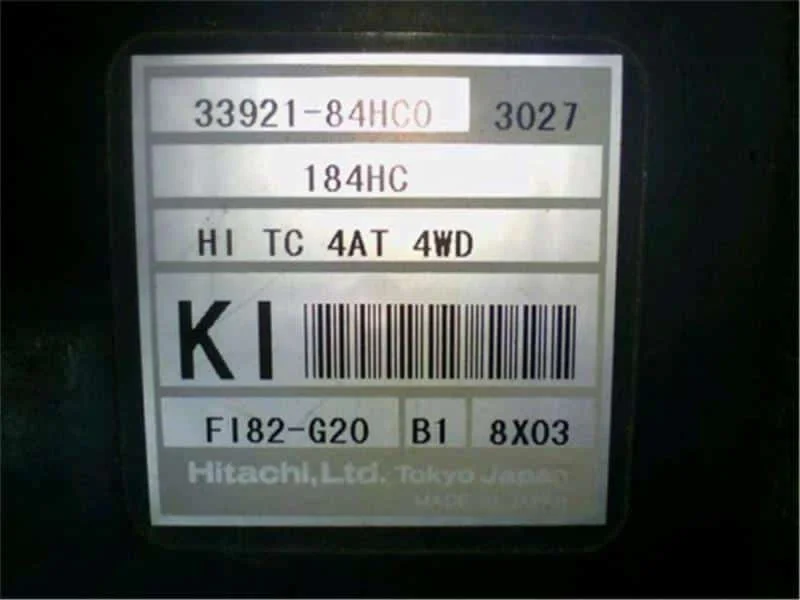 33921-84HC0 3027
184HC
HI TC 4AT 4WD
KI
FI82-G20 B1 8X03
Hitachi,Ltd. Tokyo Japan
MADE IN JAPAN